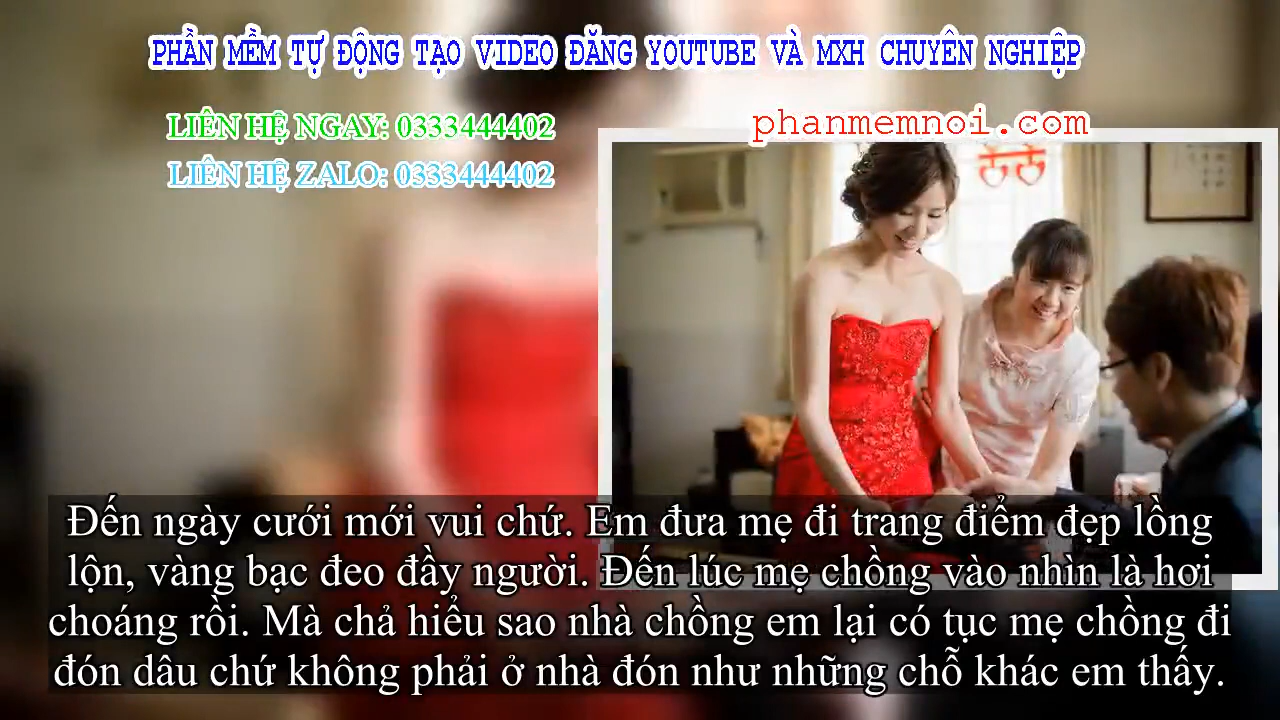 PHẦN MỀM TỰ ĐỘNG TẠO VIDEO ĐĂNG YOUTUBE VÀ MXH CHUYÊN NGHIỆP
LIÊN HỆ NGAY: 0333444402
phanmemnoi.com
LIÊN HỆ ZALO: 0333444402
囍
Đến ngày cưới mới vui chứ. Em đưa mẹ đi trang điểm đẹp lồng
lộn, vàng bạc đeo đầy người. Đến lúc mẹ chồng vào nhìn là hơi
choáng rồi. Mà chả hiểu sao nhà chồng em lại có tục mẹ chồng đi
đón dâu chứ không phải ở nhà đón như những chỗ khác em thấy.